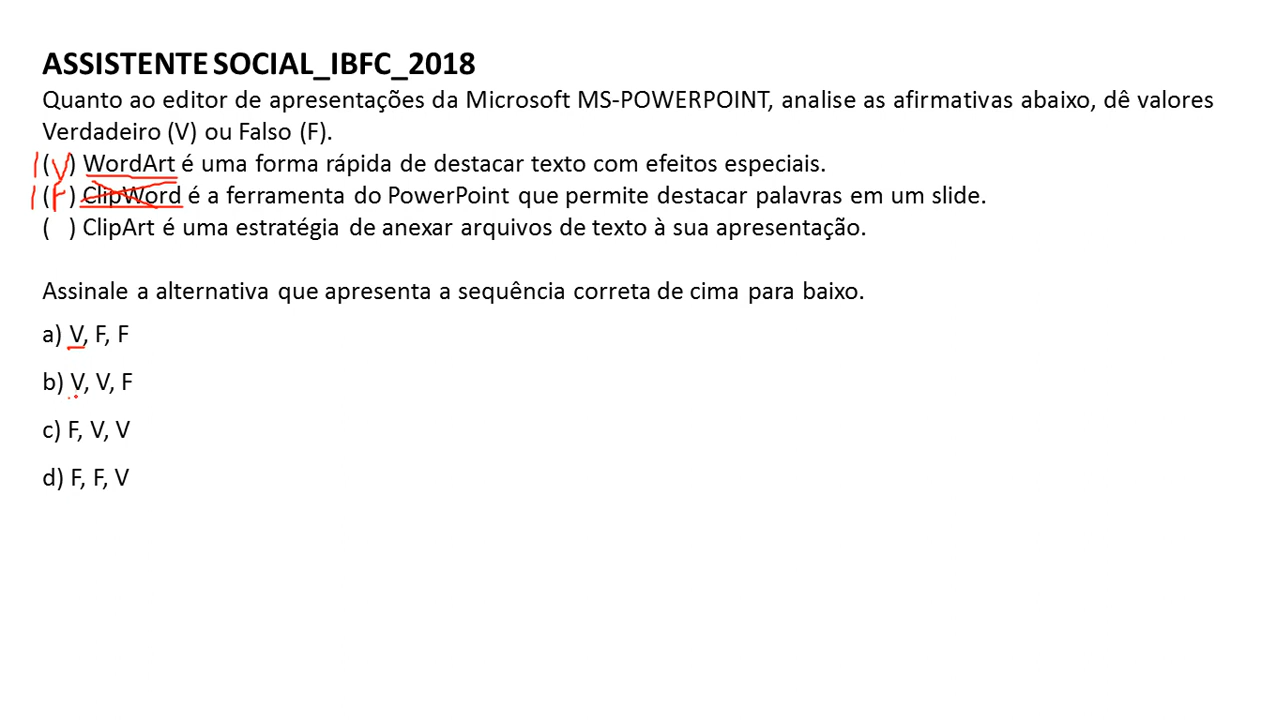 ASSISTENTE SOCIAL_IBFC_2018
Quanto ao editor de apresentações da Microsoft MS-POWERPOINT, analise as afirmativas abaixo, dê valores
Verdadeiro (V) ou Falso (F).
(V) WordArt é uma forma rápida de destacar texto com efeitos especiais.
(F) ClipWord é a ferramenta do PowerPoint que permite destacar palavras em um slide.
( ) ClipArt é uma estratégia de anexar arquivos de texto à sua apresentação.
Assinale a alternativa que apresenta a sequência correta de cima para baixo.
a) V, F, F
b) V, V, F
c) F, V, V
d) F, F, V